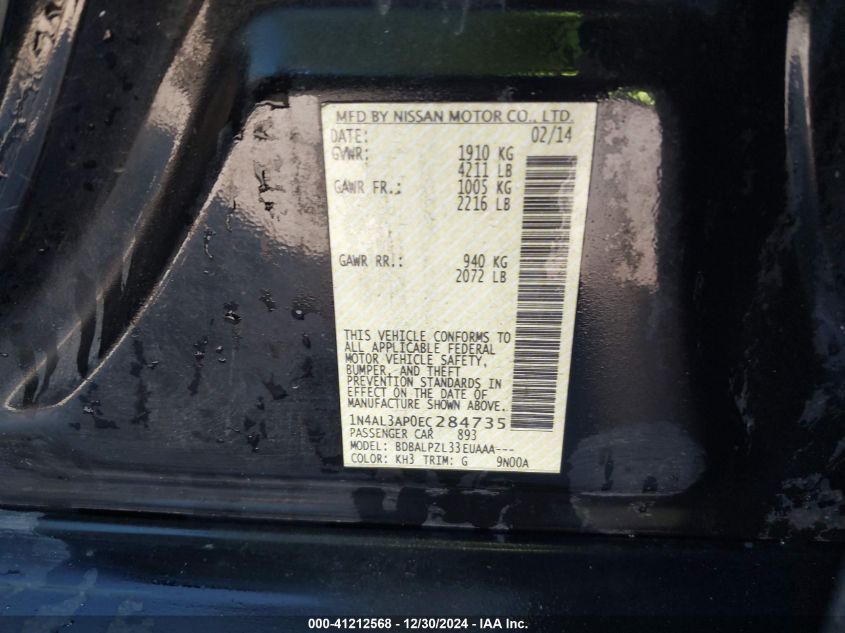 MFD BY NISSAN MOTOR CO., LTD.
DATE: 02/14
GVWR: 1910 KG
4211 LB
GAWR FR.: 1005 KG
2216 LB
GAWR RR.: 940 KG
2072 LB
THIS VEHICLE CONFORMS TO
ALL APPLICABLE FEDERAL
MOTOR VEHICLE SAFETY,
BUMPER, AND THEFT
PREVENTION STANDARDS IN
EFFECT ON THE DATE OF
MANUFACTURE SHOWN ABOVE.
1N4AL3AP0EC284735
PASSENGER CAR 893
MODEL: BDBALPZL33EUAAA---
COLOR: KH3 TRIM: G 9N00A
000-41212568 - 12/30/2024 - IAA Inc.